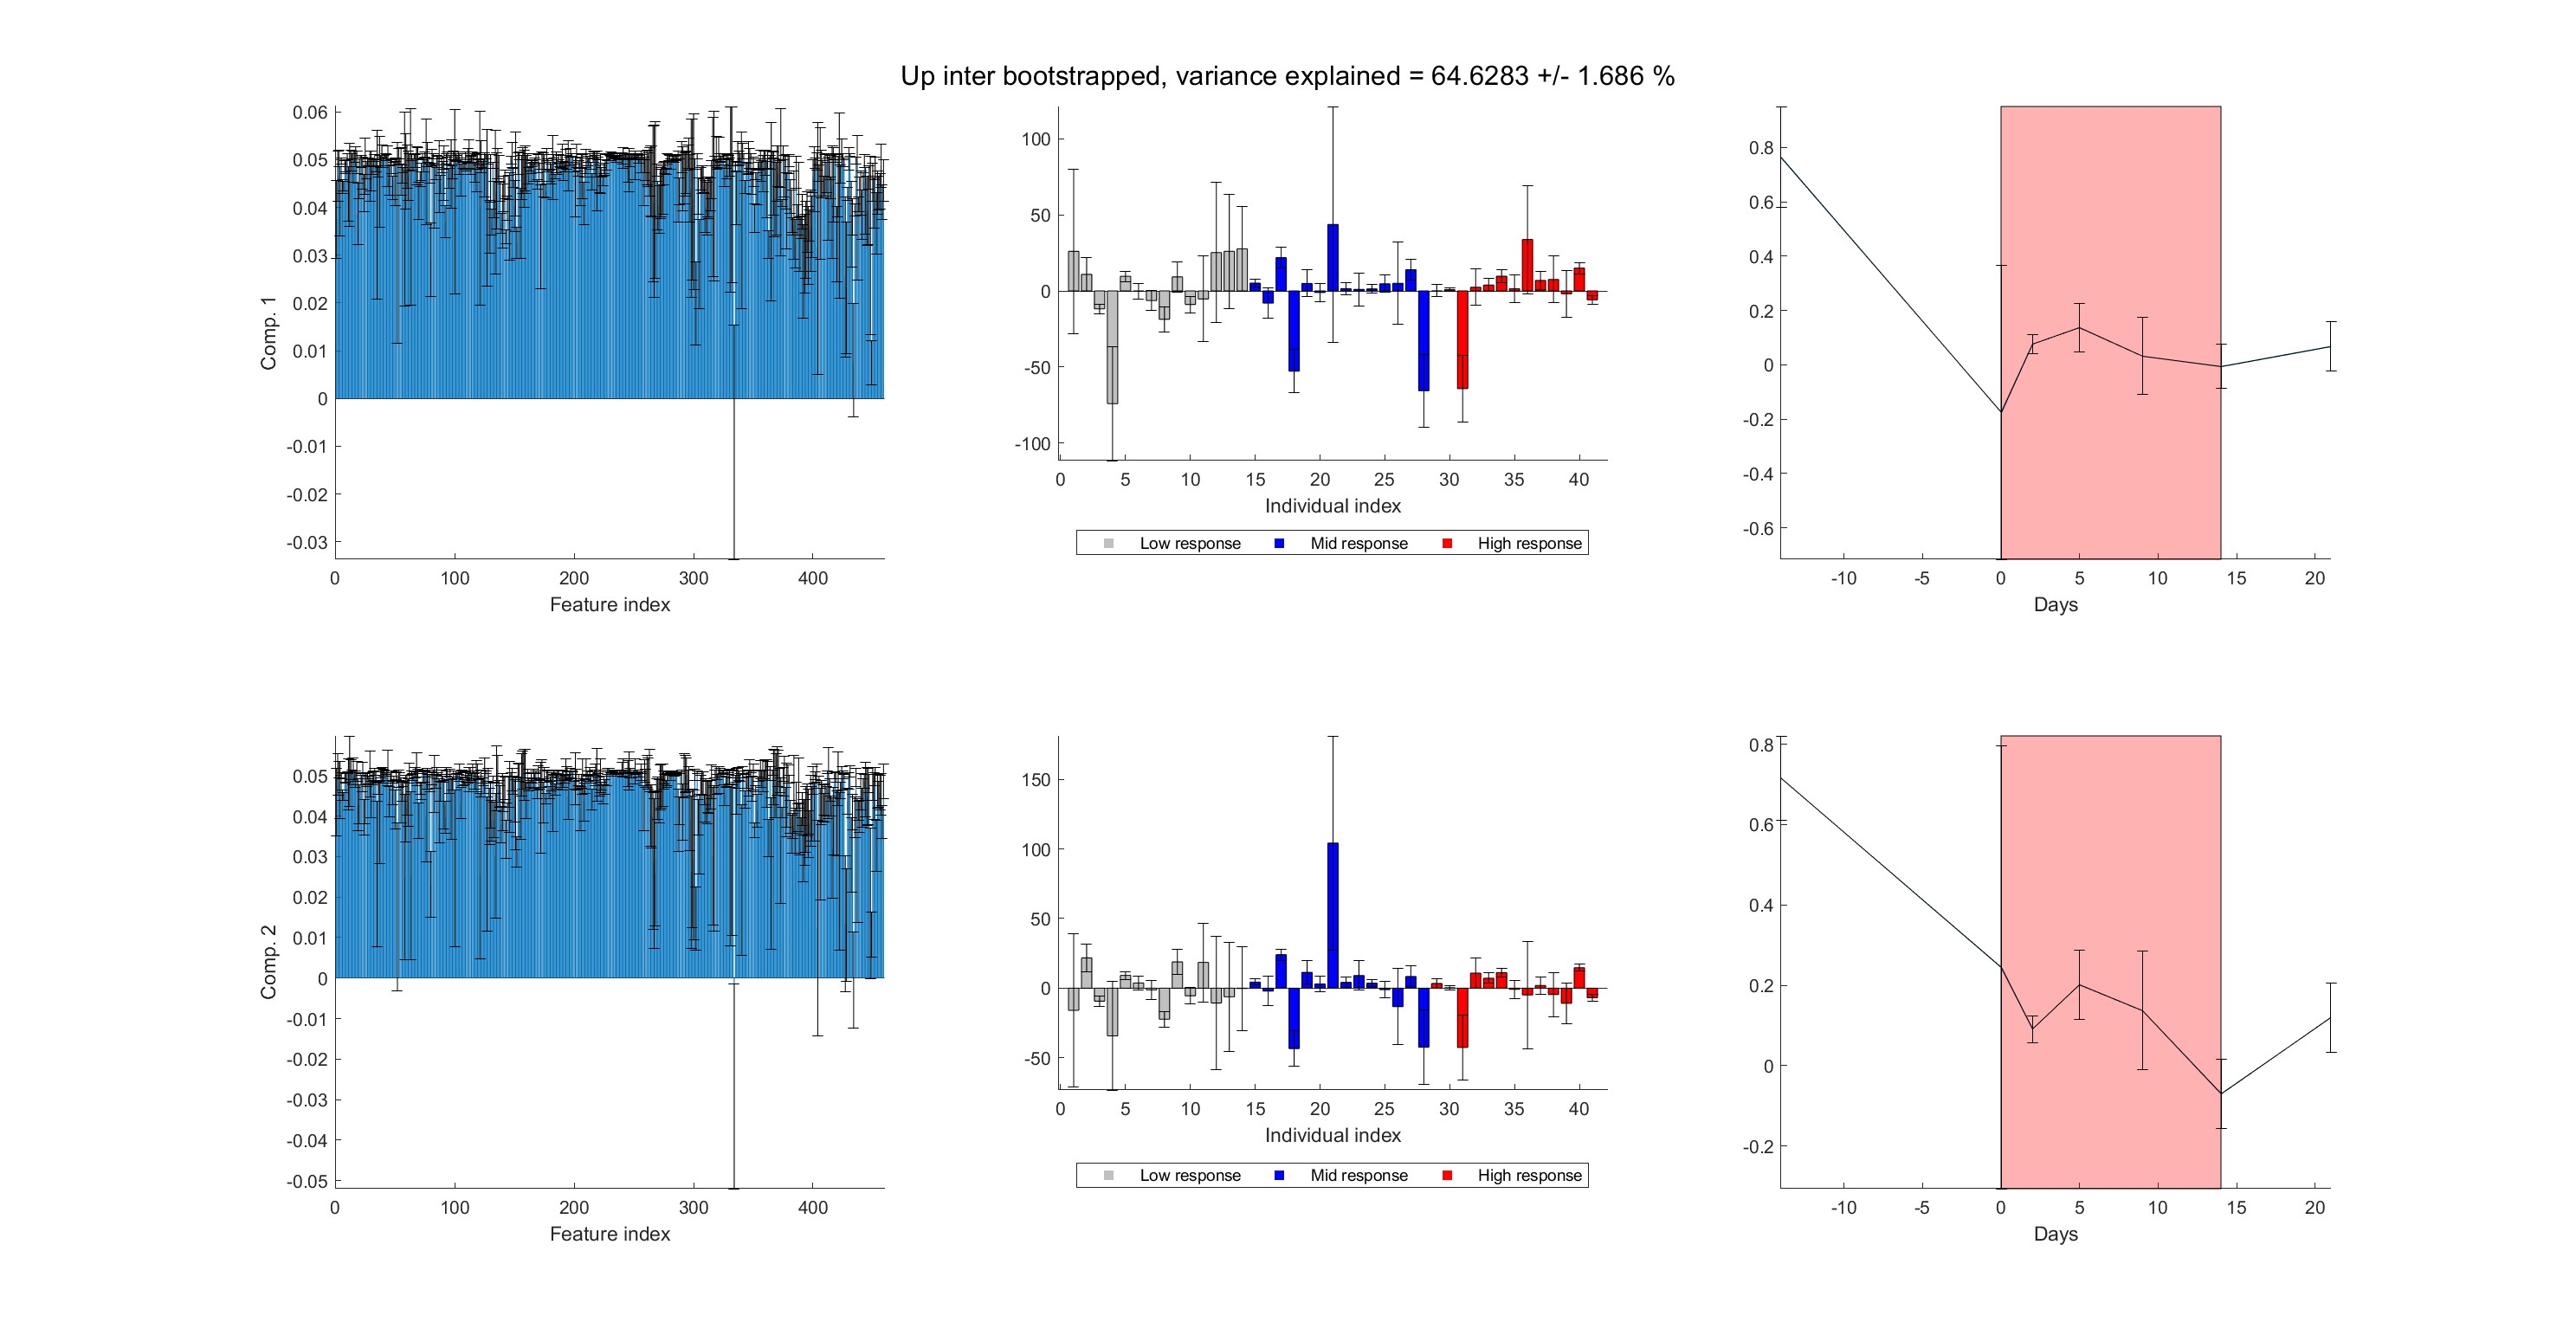 Up inter bootstrapped, variance explained = 64.6283 +/- 1.686 %
Comp. 1
0.06
0.05
0.04
0.03
0.02
0.01
0
-0.01
-0.02
-0.03
0 100 200 300 400
Feature index
100
50
0
-50
-100
0 5 10 15 20 25 30 35 40
Individual index
Low response Mid response High response
0.8
0.6
0.4
0.2
0
-0.2
-0.4
-0.6
-10 -5 0 5 10 15 20
Days
Comp. 2
0.05
0.04
0.03
0.02
0.01
0
-0.01
-0.02
-0.03
-0.04
-0.05
0 100 200 300 400
Feature index
150
100
50
0
-50
0 5 10 15 20 25 30 35 40
Individual index
Low response Mid response High response
0.8
0.6
0.4
0.2
0
-0.2
-10 -5 0 5 10 15 20
Days